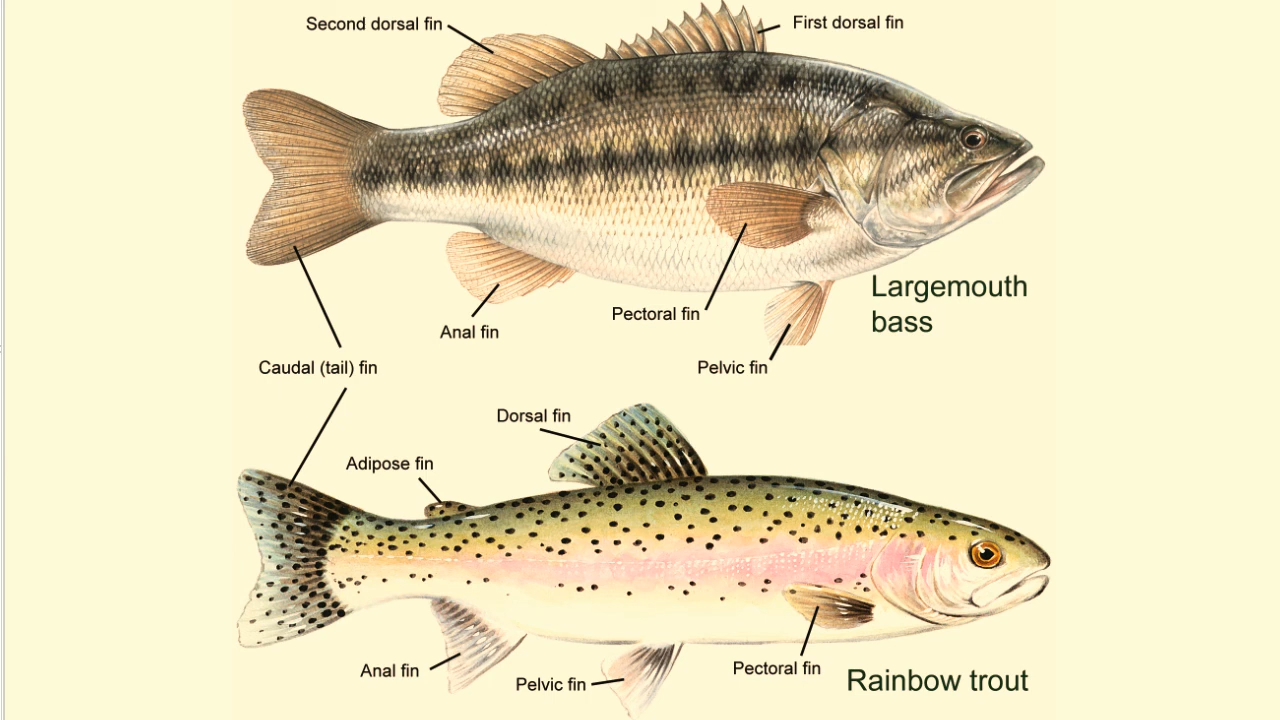 Second dorsal fin
First dorsal fin
Largemouth
bass
Pectoral fin
Anal fin
Pelvic fin
Caudal (tail) fin
Dorsal fin
Adipose fin
Anal fin
Pelvic fin
Pectoral fin
Rainbow trout